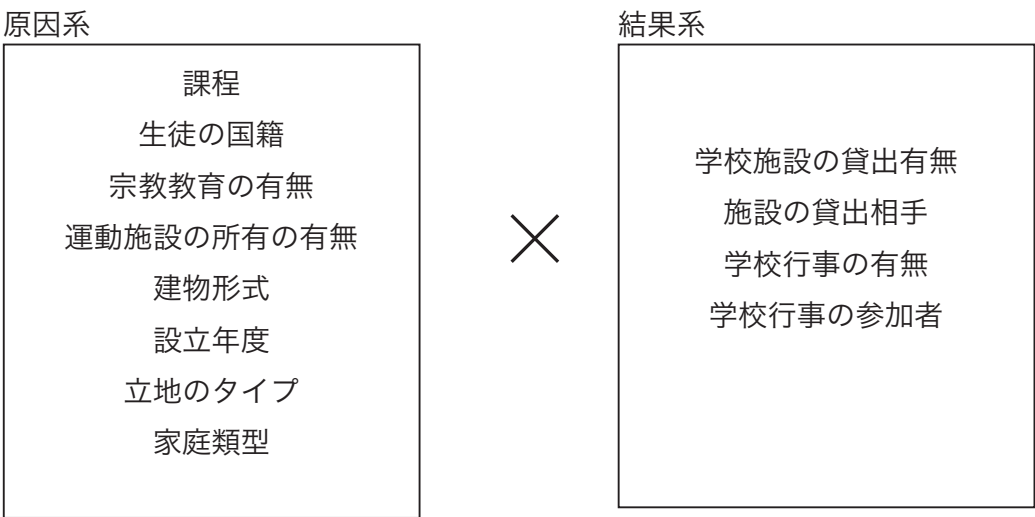 原因系
課程
生徒の国籍
宗教教育の有無
運動施設の所有の有無
建物形式
設立年度
立地のタイプ
家庭類型
×
結果系
学校施設の貸出有無
施設の貸出相手
学校行事の有無
学校行事の参加者